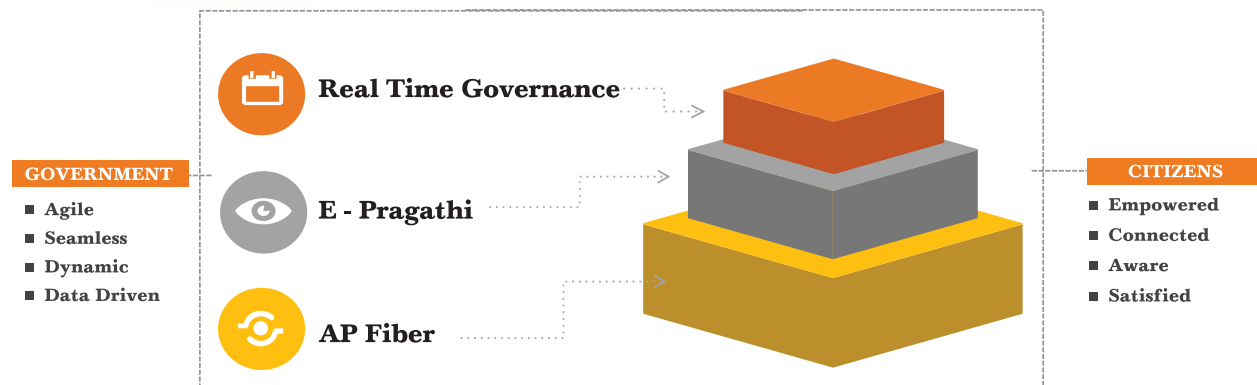 Real Time Governance
GOVERNMENT
Agile
Seamless
Dynamic
Data Driven
E - Pragathi
AP Fiber
CITIZENS
Empowered
Connected
Aware
Satisfied